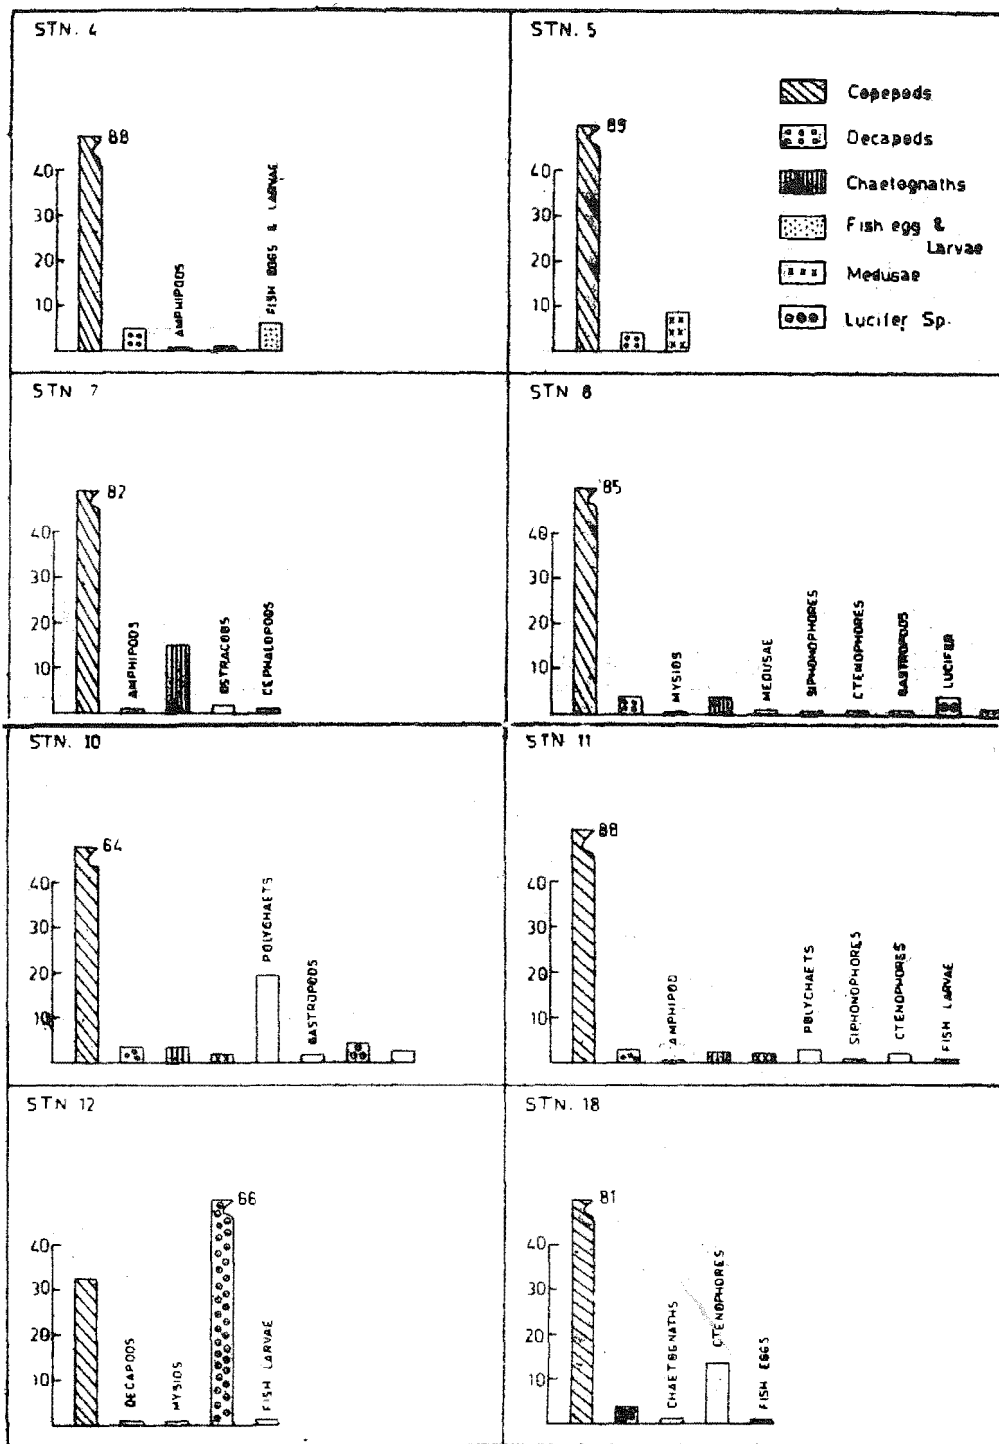 STN. 4
88
40
30
20
10
AMPHIPODS
FISH EGGS & LARVAE
STN. 5
89
40
30
20
10
Copepods
Decapods
Chaetognaths
Fish egg &
Larvae
Medusae
Lucifer Sp.
STN 7
82
40
30
20
10
AMPHIPODS
OSTRACODS
CEPHALOPODS
STN 8
85
40
30
20
10
MYSIDS
MEDUSAE
SIPHONOPHORES
CTENOPHORES
GASTROPODS
LUCIFER
STN. 10
64
40
30
20
10
POLYCHAETS
GASTROPODS
STN 11
88
40
30
20
10
AMPHIPOD
POLYCHAETS
SIPHONOPHORES
CTENOPHORES
FISH LARVAE
STN 12
66
40
30
20
10
DECAPODS
MYSIDS
FISH LARVAE
STN. 18
81
40
30
20
10
CHAETOGNATHS
CTENOPHORES
FISH EGGS